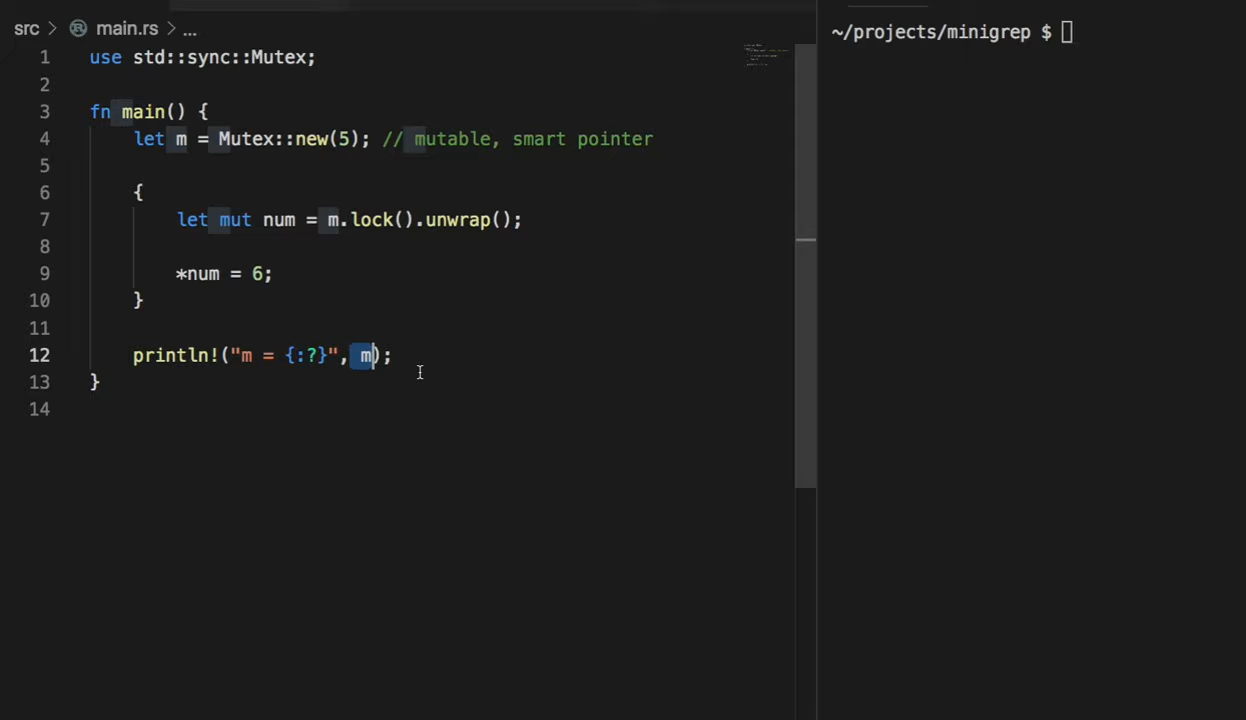 src > main.rs > ...
1 use std::sync::Mutex;
2
3 fn main() {
4     let m = Mutex::new(5); // mutable, smart pointer
5
6     {
7         let mut num = m.lock().unwrap();
8
9         *num = 6;
10     }
11
12     println!("m = {:?}", m);
13 }
14
~/projects/minigrep $